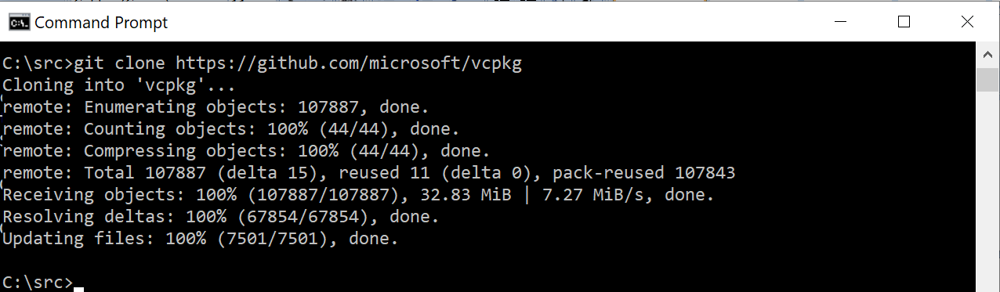 Command Prompt
C:\src>git clone https://github.com/microsoft/vcpkg
Cloning into 'vcpkg'...
remote: Enumerating objects: 107887, done.
remote: Counting objects: 100% (44/44), done.
remote: Compressing objects: 100% (44/44), done.
remote: Total 107887 (delta 15), reused 11 (delta 0), pack-reused 107843
Receiving objects: 100% (107887/107887), 32.83 MiB | 7.27 MiB/s, done.
Resolving deltas: 100% (67854/67854), done.
Updating files: 100% (7501/7501), done.
C:\src>